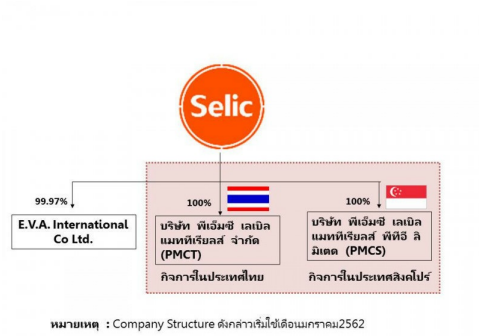 Selic
99.97%
100%
100%
E.V.A. International
Co Ltd.
บริษัท พีเอ็มซี เลเบิล
แมททีเรียลส์ จำกัด
(PMCT)
บริษัท พีเอ็มซี เลเบิล
แมททีเรียลส์ พีทีอี ลิ
มิเตด (PMCS)
กิจการในประเทศไทย
กิจการในประเทศสิงคโปร์
หมายเหตุ : Company Structure ดังกล่าวเริ่มใช้เดือนมกราคม2562